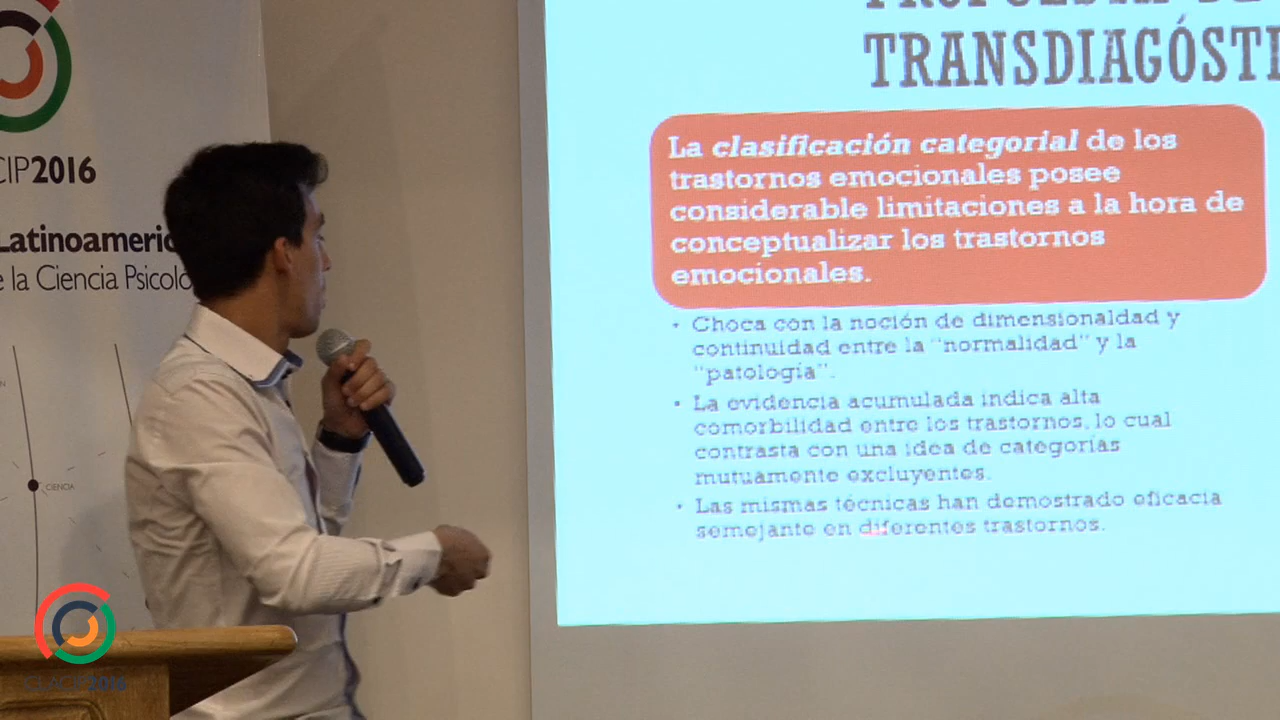 CIP2016
Latinoameric
e la Ciencia Psicoló
CIENCIA
CLACIP2016
TRANSDIAGÓSTI
La clasificación categorial de los
trastornos emocionales posee
considerable limitaciones a la hora de
conceptualizar los trastornos
emocionales.
• Choca con la noción de dimensionaldad y
continuidad entre la "normalidad" y la
"patología".
• La evidencia acumulada indica alta
comorbilidad entre los trastornos, lo cual
contrasta con una idea de categorías
mutuamente excluyentes.
• Las mismas técnicas han demostrado eficacia
semejante en diferentes trastornos.